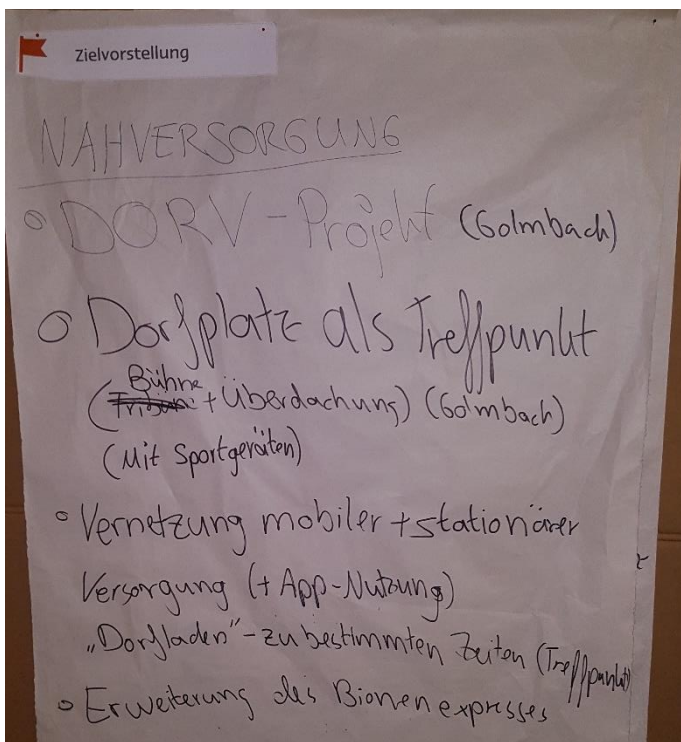 Zielvorstellung
NAHVERSORGUNG
o DORV-Projekt (Golmbach)
o Dorfplatz als Treffpunkt
Bühne
( + Überdachung) (Golmbach)
(Mit Sportgeräten)
o Vernetzung mobiler + stationärer
Versorgung (+ App-Nutzung)
„Dorfladen“ - zu bestimmten Zeiten (Treffpunkt)
o Erweiterung des Bienenexpresses